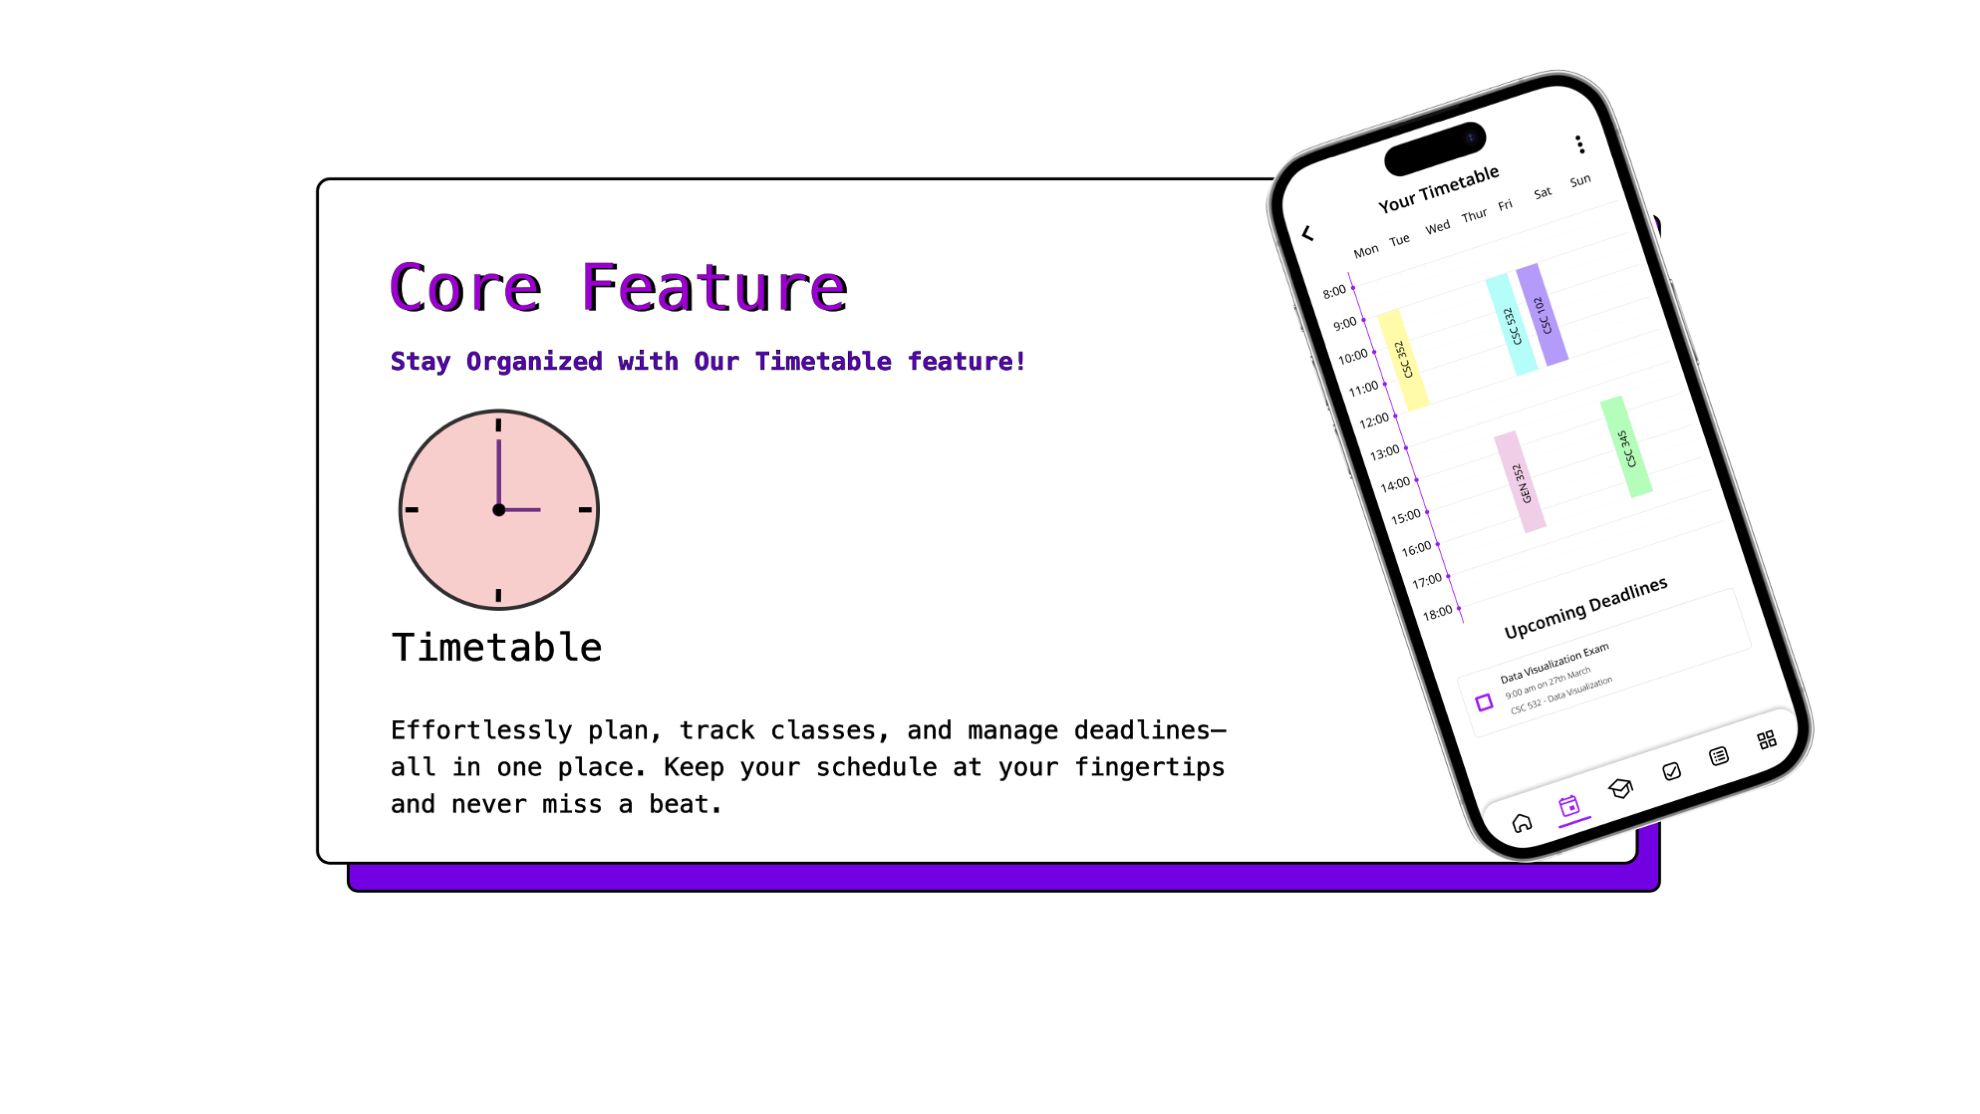 Core Feature
Stay Organized with Our Timetable feature!
Timetable
Effortlessly plan, track classes, and manage deadlines—
all in one place. Keep your schedule at your fingertips
and never miss a beat.
Your Timetable
Mon Tue Wed Thur Fri Sat Sun
8:00
9:00
10:00
11:00
12:00
13:00
14:00
15:00
16:00
17:00
18:00
CSC 352
CSC 532
CSC 102
GEN 352
CSC 345
Upcoming Deadlines
Data Visualization Exam
9:00 am on 27th March
CSC 532 - Data Visualization